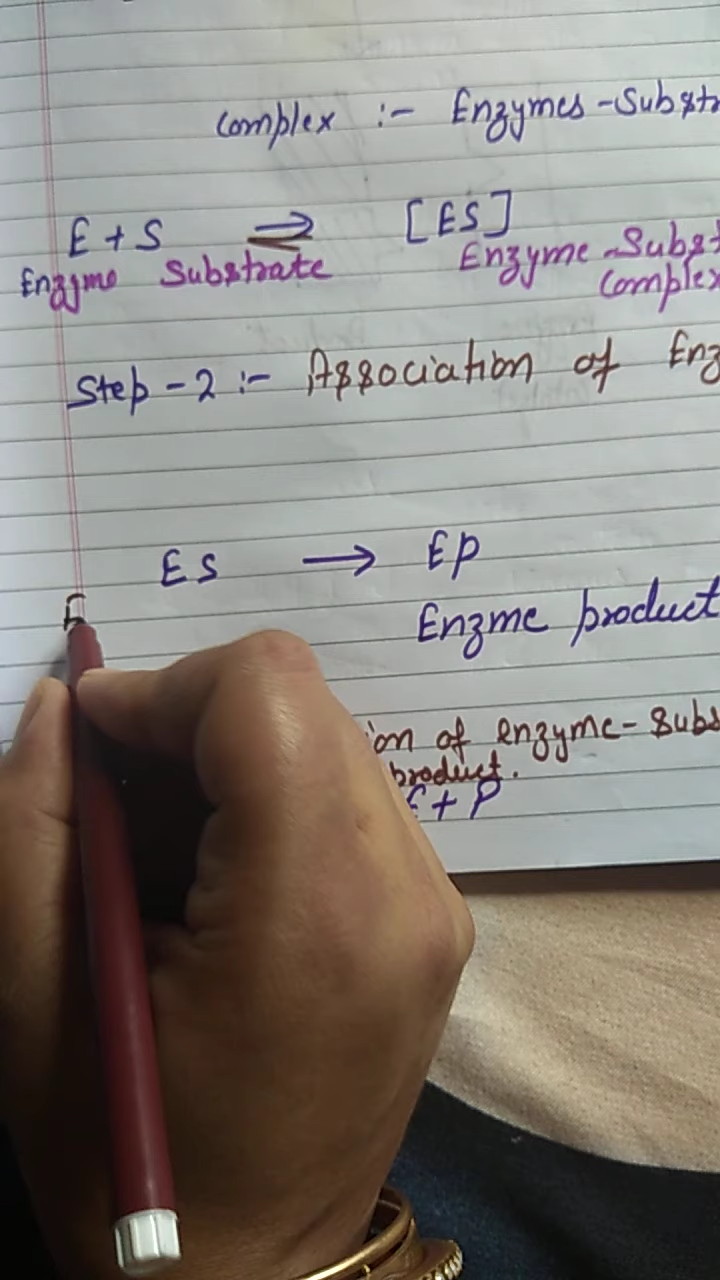 Complex :- Enzymes-Substr
E + S ⇒ [ES]
Enzyme Substrate Enzyme-Subst
Complex
Step-2 :- Association of Enz
ES → EP
Enzme product
E
ion of enzyme-subs
product.
E + P